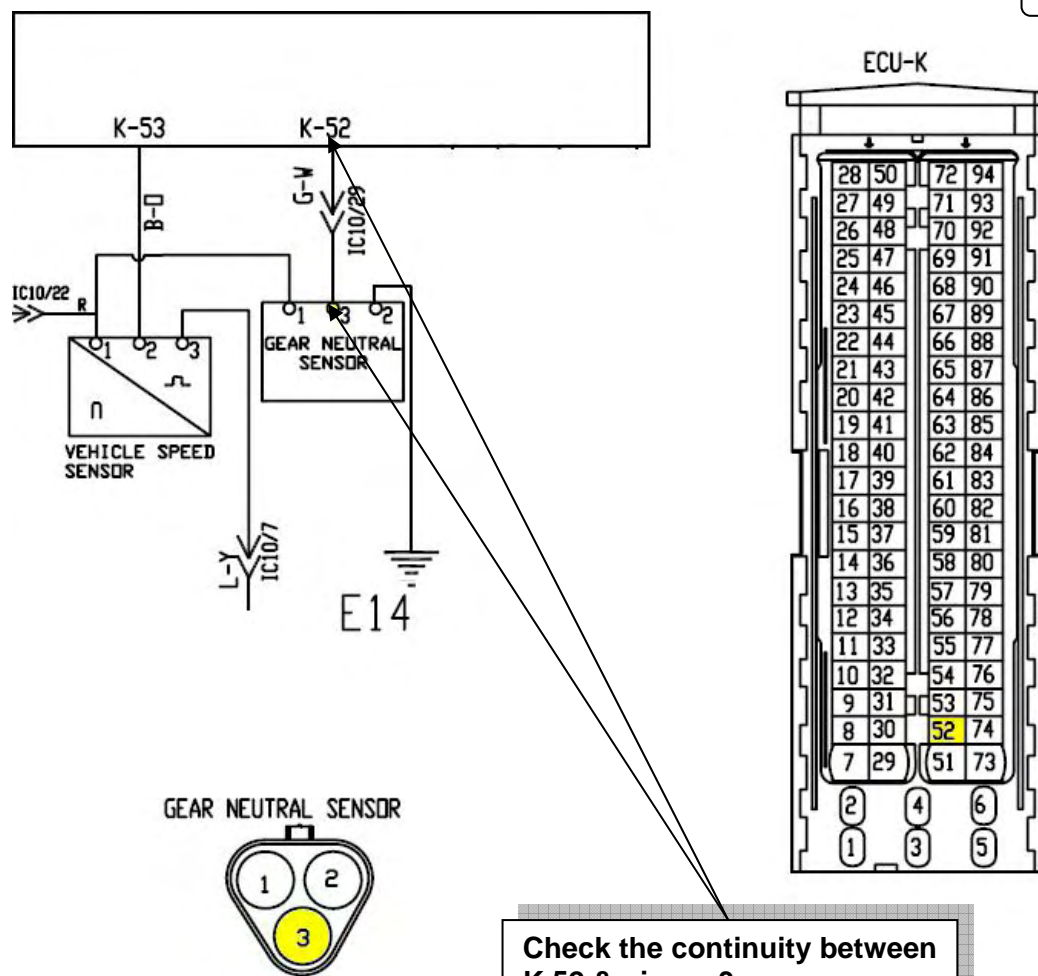 ECU-K
K-53
K-52
B-O
G-W
IC10/29
IC10/22
R
1
2
3
1
3
2
GEAR NEUTRAL
SENSOR
n
VEHICLE SPEED
SENSOR
L-Y
IC10/7
E14
28 50 72 94
27 49 71 93
26 48 70 92
25 47 69 91
24 46 68 90
23 45 67 89
22 44 66 88
21 43 65 87
20 42 64 86
19 41 63 85
18 40 62 84
17 39 61 83
16 38 60 82
15 37 59 81
14 36 58 80
13 35 57 79
12 34 56 78
11 33 55 77
10 32 54 76
9 31 53 75
8 30 52 74
7 29 51 73
2 4 6
1 3 5
GEAR NEUTRAL SENSOR
1 2
3
Check the continuity between